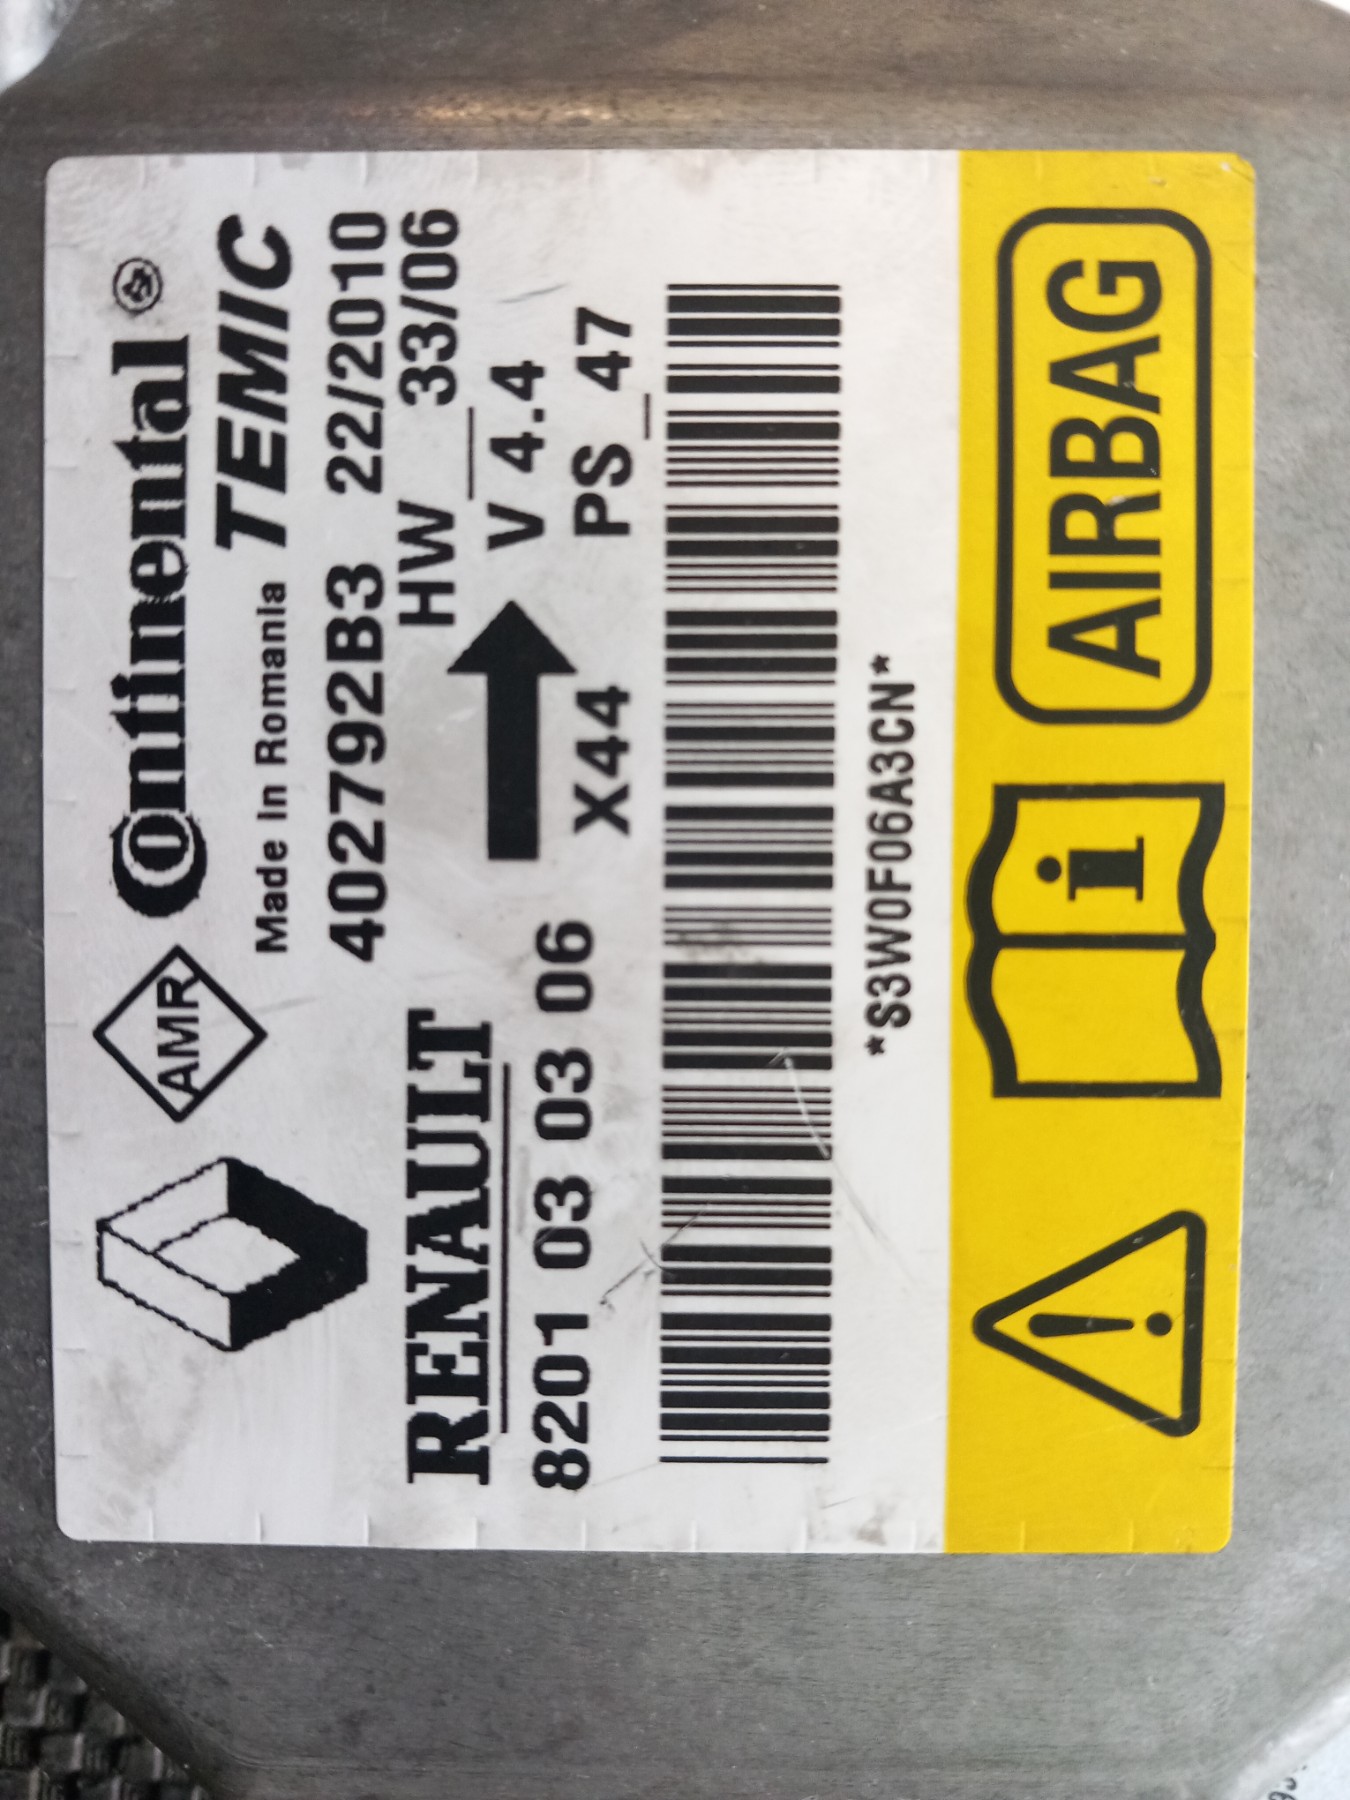 AMR Continental ®
Made In Romania TEMIC
402792B3 22/2010
RENAULT HW 33/06
V 4.4
8201 03 03 06 X44 PS 47
*S3W0F06A3CN*
i AIRBAG